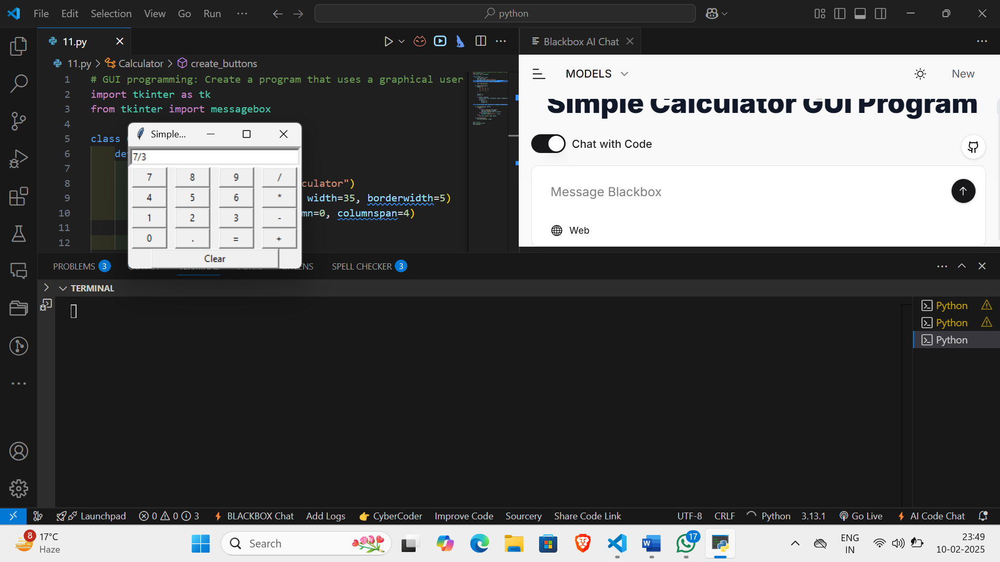 File Edit Selection View Go Run ··· python
11.py
Blackbox AI Chat
11.py > Calculator > create_buttons
1 # GUI programming: Create a program that uses a graphical user
2 import tkinter as tk
3 from tkinter import messagebox
4
5 class
6
7
8 culator")
9 width=35, borderwidth=5)
10 mn=0, columnspan=4)
11
12
Simple...
7/3
7 8 9 /
4 5 6 *
1 2 3 -
0 . = +
Clear
MODELS New
Simple Calculator GUI Program
Chat with Code
Message Blackbox
Web
PROBLEMS 3 SPELL CHECKER 3
TERMINAL
Python
Python
Python
Launchpad 0 0 3 BLACKBOX Chat Add Logs CyberCoder Improve Code Sourcery Share Code Link UTF-8 CRLF Python 3.13.1 Go Live AI Code Chat
8 17°C
Haze
Search
17
ENG
IN
23:49
10-02-2025